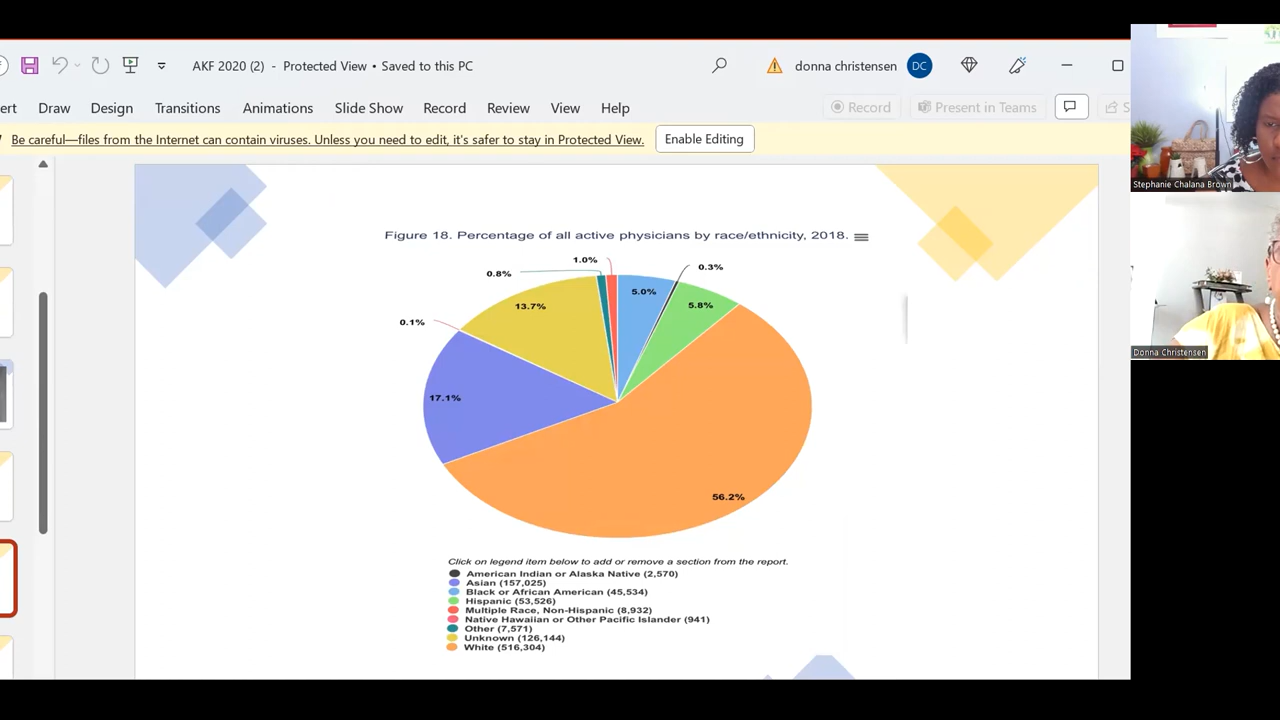 AKF 2020 (2) - Protected View • Saved to this PC
donna christensen
DC
Draw
Design
Transitions
Animations
Slide Show
Record
Review
View
Help
Record
Present in Teams
Be careful—files from the Internet can contain viruses. Unless you need to edit, it's safer to stay in Protected View.
Enable Editing
Stephanie Chalana Brown
Donna Christensen
Figure 18. Percentage of all active physicians by race/ethnicity, 2018.
1.0%
0.3%
0.8%
5.0%
5.8%
13.7%
0.1%
17.1%
56.2%
Click on legend item below to add or remove a section from the report.
American Indian or Alaska Native (2,570)
Asian (157,025)
Black or African American (45,534)
Hispanic (53,526)
Multiple Race, Non-Hispanic (8,932)
Native Hawaiian or Other Pacific Islander (941)
Other (7,571)
Unknown (126,144)
White (516,304)